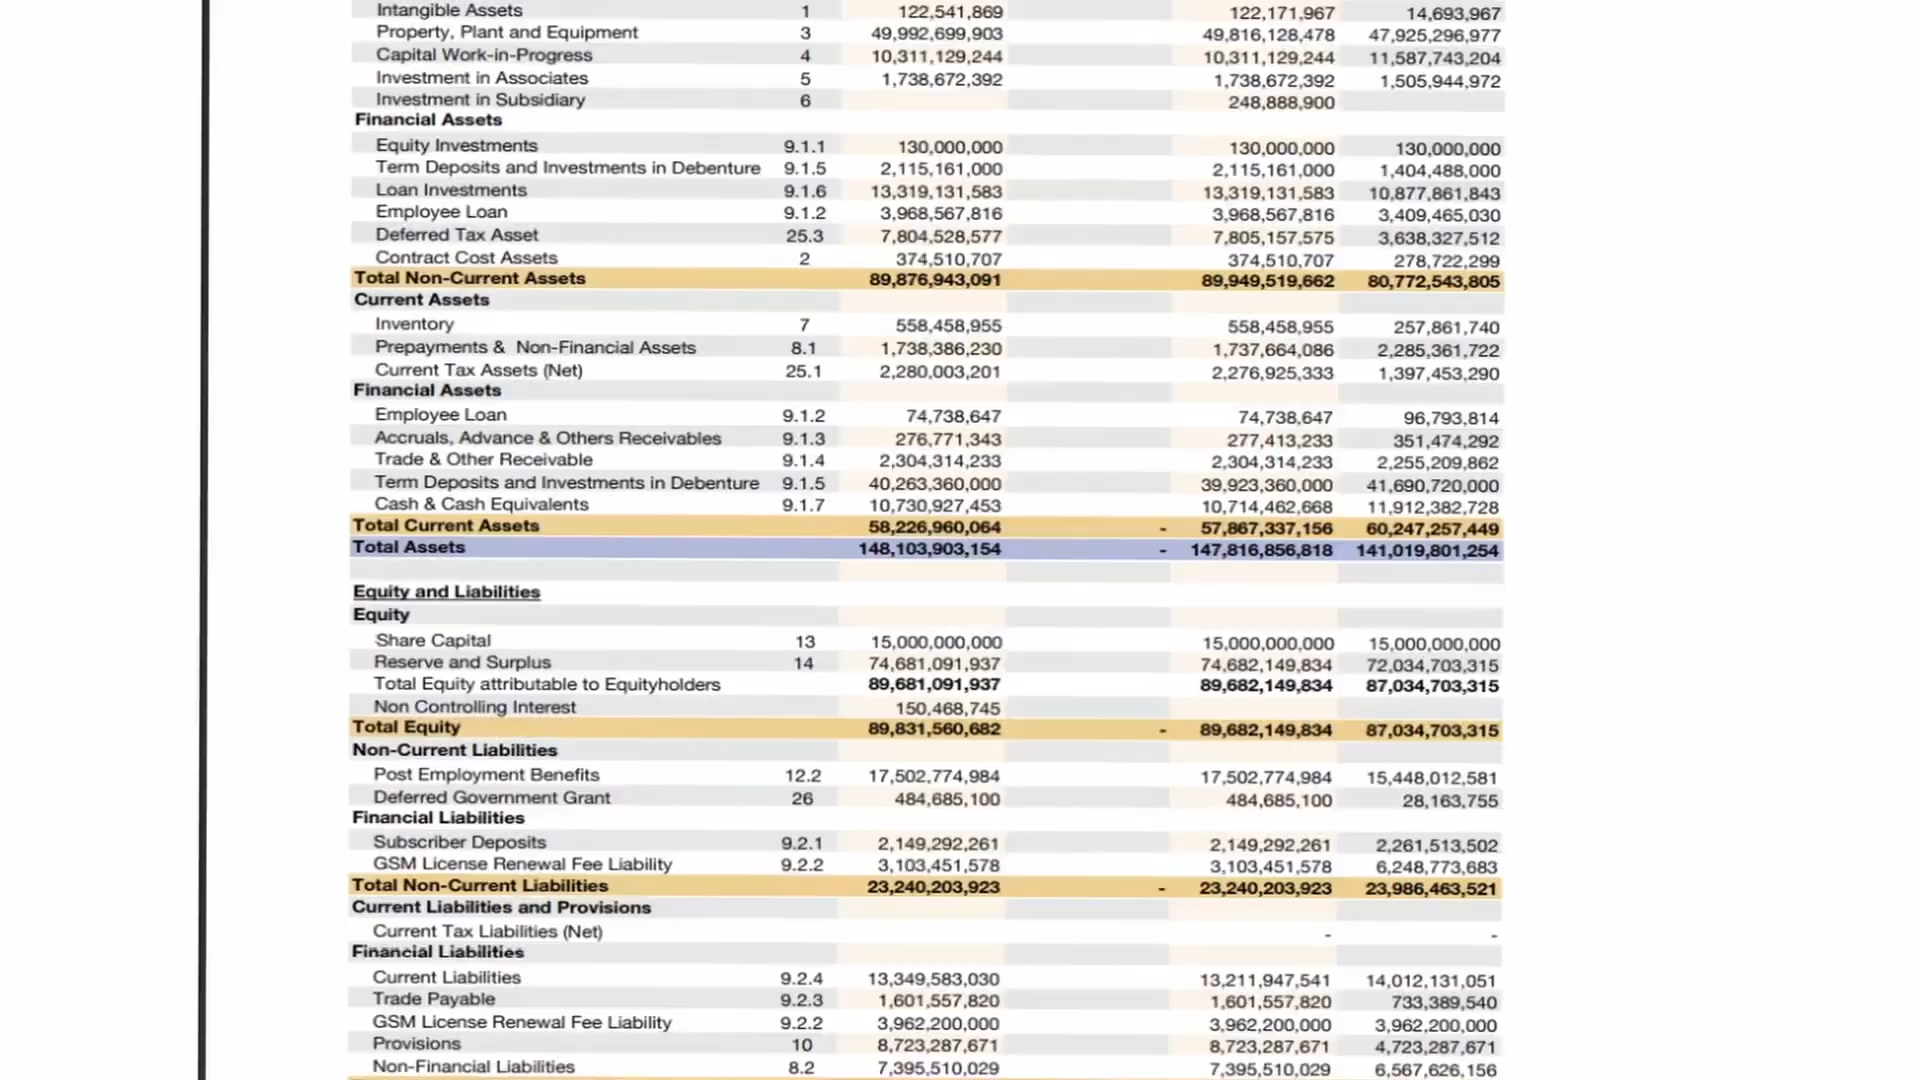 Intangible Assets 1 122,541,869 122,171,967 14,693,967
Property, Plant and Equipment 3 49,992,699,903 49,816,128,478 47,925,296,977
Capital Work-in-Progress 4 10,311,129,244 10,311,129,244 11,587,743,204
Investment in Associates 5 1,738,672,392 1,738,672,392 1,505,944,972
Investment in Subsidiary 6 248,888,900
Financial Assets
Equity Investments 9.1.1 130,000,000 130,000,000 130,000,000
Term Deposits and Investments in Debenture 9.1.5 2,115,161,000 2,115,161,000 1,404,488,000
Loan Investments 9.1.6 13,319,131,583 13,319,131,583 10,877,861,843
Employee Loan 9.1.2 3,968,567,816 3,968,567,816 3,409,465,030
Deferred Tax Asset 25.3 7,804,528,577 7,805,157,575 3,638,327,512
Contract Cost Assets 2 374,510,707 374,510,707 278,722,299
Total Non-Current Assets 89,876,943,091 89,949,519,662 80,772,543,805
Current Assets
Inventory 7 558,458,955 558,458,955 257,861,740
Prepayments & Non-Financial Assets 8.1 1,738,386,230 1,737,664,086 2,285,361,722
Current Tax Assets (Net) 25.1 2,280,003,201 2,276,925,333 1,397,453,290
Financial Assets
Employee Loan 9.1.2 74,738,647 74,738,647 96,793,814
Accruals, Advance & Others Receivables 9.1.3 276,771,343 277,413,233 351,474,292
Trade & Other Receivable 9.1.4 2,304,314,233 2,304,314,233 2,255,209,862
Term Deposits and Investments in Debenture 9.1.5 40,263,360,000 39,923,360,000 41,690,720,000
Cash & Cash Equivalents 9.1.7 10,730,927,453 10,714,462,668 11,912,382,728
Total Current Assets 58,226,960,064 - 57,867,337,156 60,247,257,449
Total Assets 148,103,903,154 - 147,816,856,818 141,019,801,254
Equity and Liabilities
Equity
Share Capital 13 15,000,000,000 15,000,000,000 15,000,000,000
Reserve and Surplus 14 74,681,091,937 74,682,149,834 72,034,703,315
Total Equity attributable to Equityholders 89,681,091,937 89,682,149,834 87,034,703,315
Non Controlling Interest 150,468,745
Total Equity 89,831,560,682 - 89,682,149,834 87,034,703,315
Non-Current Liabilities
Post Employment Benefits 12.2 17,502,774,984 17,502,774,984 15,448,012,581
Deferred Government Grant 26 484,685,100 484,685,100 28,163,755
Financial Liabilities
Subscriber Deposits 9.2.1 2,149,292,261 2,149,292,261 2,261,513,502
GSM License Renewal Fee Liability 9.2.2 3,103,451,578 3,103,451,578 6,248,773,683
Total Non-Current Liabilities 23,240,203,923 - 23,240,203,923 23,986,463,521
Current Liabilities and Provisions
Current Tax Liabilities (Net) - -
Financial Liabilities
Current Liabilities 9.2.4 13,349,583,030 13,211,947,541 14,012,131,051
Trade Payable 9.2.3 1,601,557,820 1,601,557,820 733,389,540
GSM License Renewal Fee Liability 9.2.2 3,962,200,000 3,962,200,000 3,962,200,000
Provisions 10 8,723,287,671 8,723,287,671 4,723,287,671
Non-Financial Liabilities 8.2 7,395,510,029 7,395,510,029 6,567,626,156